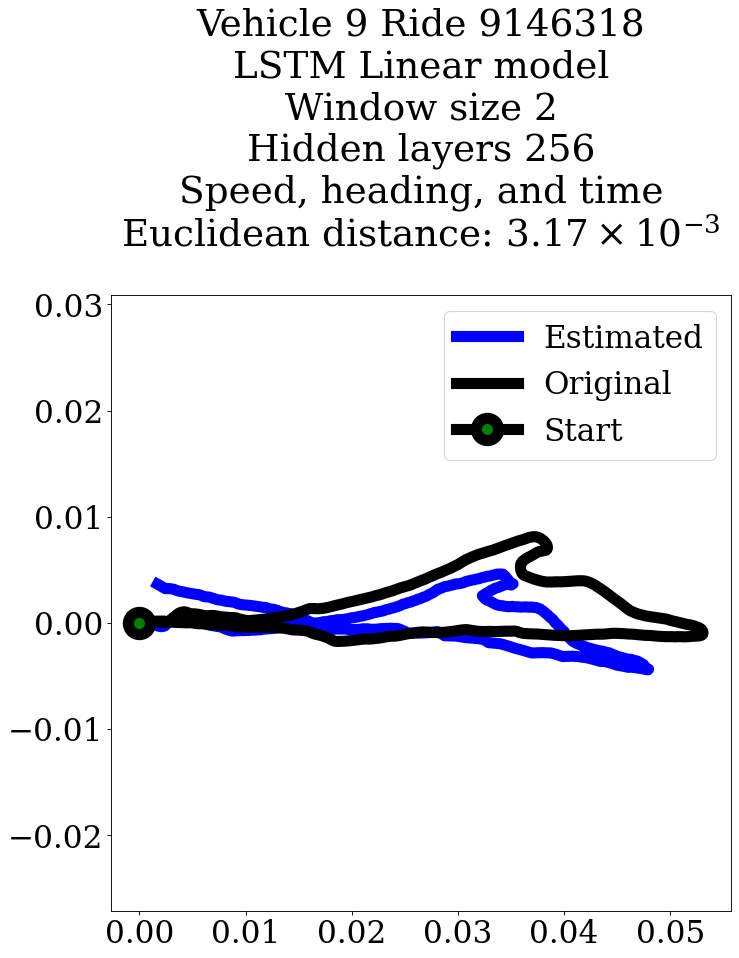 Vehicle 9 Ride 9146318
LSTM Linear model
Window size 2
Hidden layers 256
Speed, heading, and time
Euclidean distance: 3.17 × 10⁻³
Estimated
Original
Start
0.03
0.02
0.01
0.00
−0.01
−0.02
0.00 0.01 0.02 0.03 0.04 0.05